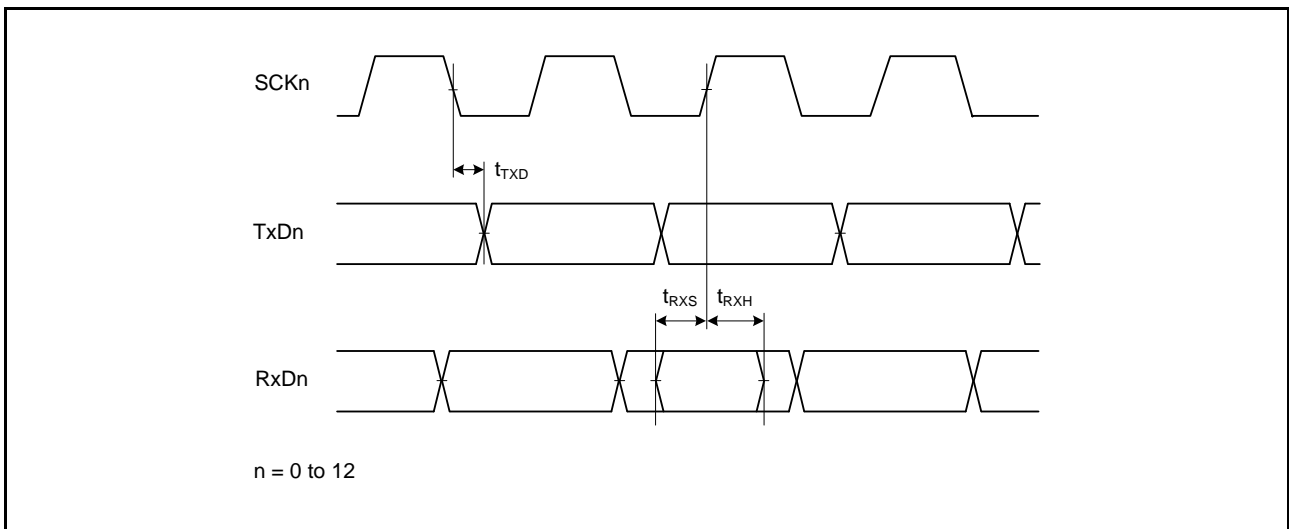 SCKn
tTXD
TxDn
tRXS tRXH
RxDn
n = 0 to 12